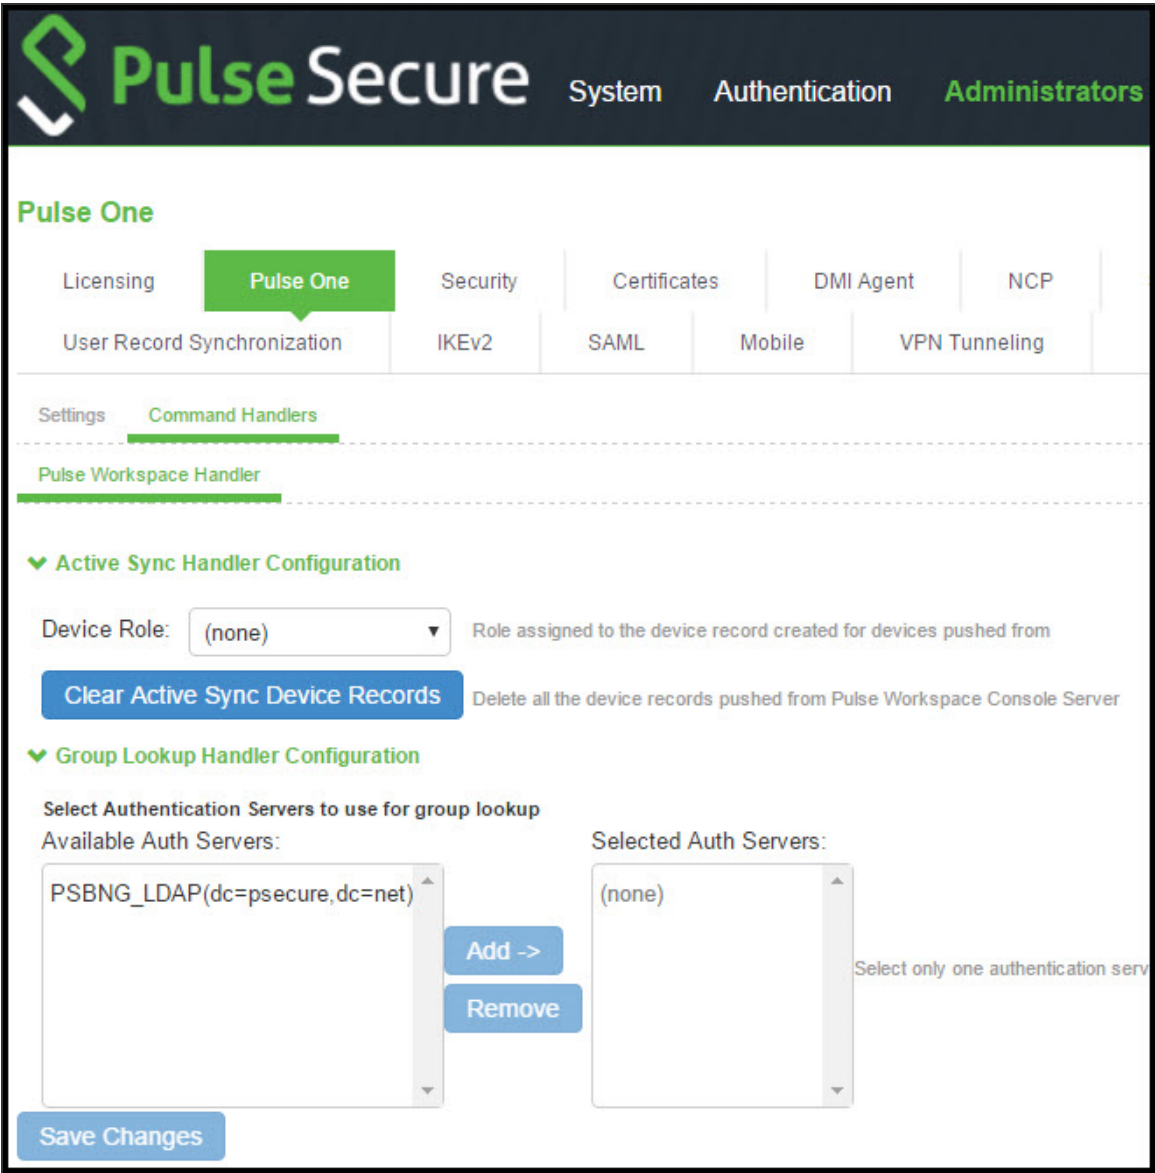 Pulse Secure System Authentication Administrators
Pulse One
Licensing Pulse One Security Certificates DMI Agent NCP
User Record Synchronization IKEv2 SAML Mobile VPN Tunneling
Settings Command Handlers
Pulse Workspace Handler
Active Sync Handler Configuration
Device Role: (none) Role assigned to the device record created for devices pushed from
Clear Active Sync Device Records Delete all the device records pushed from Pulse Workspace Console Server
Group Lookup Handler Configuration
Select Authentication Servers to use for group lookup
Available Auth Servers: Selected Auth Servers:
PSBNG_LDAP(dc=psecure,dc=net) (none)
Add ->
Select only one authentication serv
Remove
Save Changes